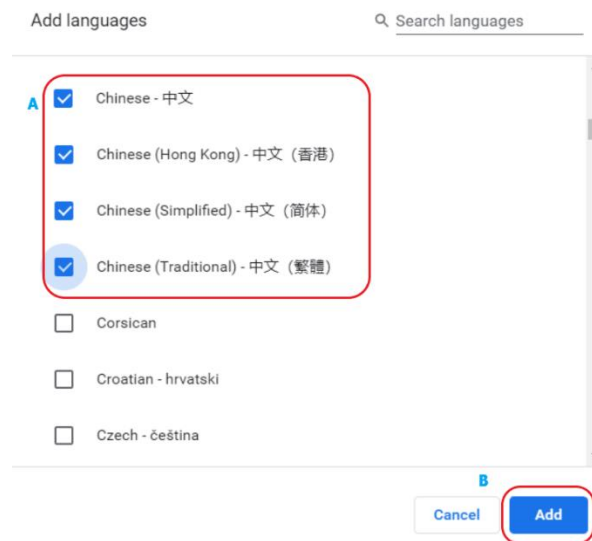 Add languages
Search languages
A
Chinese - 中文
Chinese (Hong Kong) - 中文（香港）
Chinese (Simplified) - 中文（简体）
Chinese (Traditional) - 中文（繁體）
Corsican
Croatian - hrvatski
Czech - čeština
B
Cancel
Add